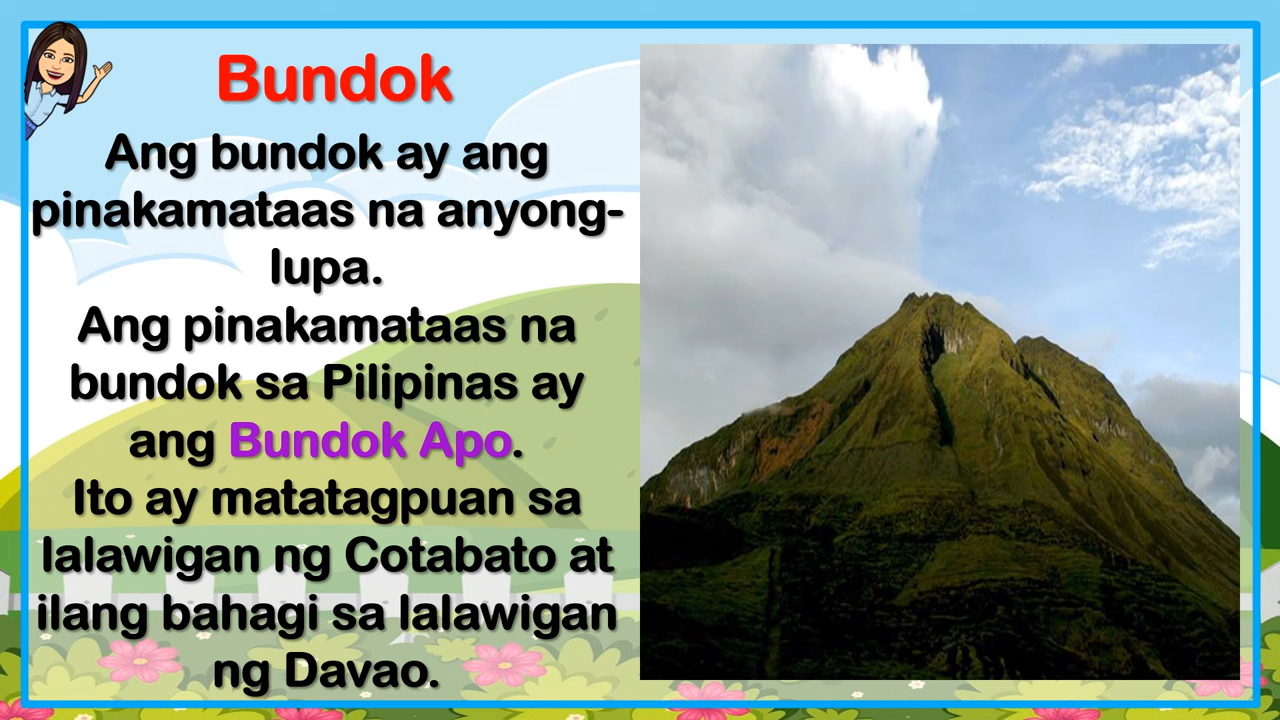 Bundok
Ang bundok ay ang
pinakamataas na anyong-
lupa.
Ang pinakamataas na
bundok sa Pilipinas ay
ang Bundok Apo.
Ito ay matatagpuan sa
lalawigan ng Cotabato at
ilang bahagi sa lalawigan
ng Davao.